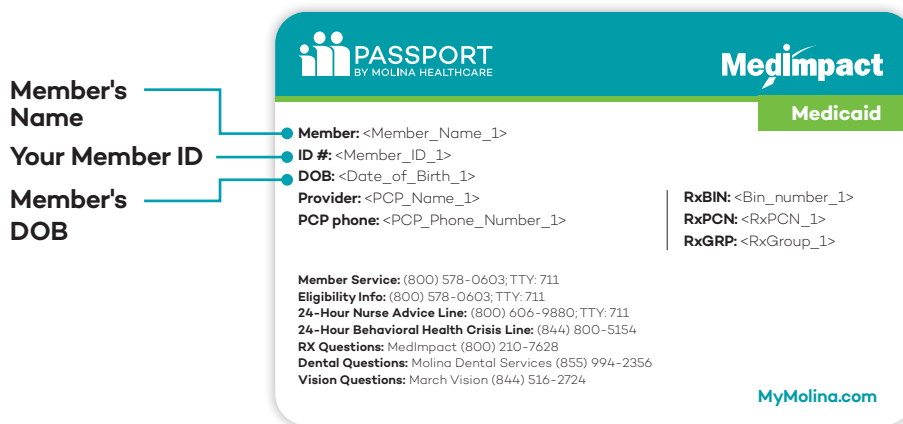 Member's
Name
Your Member ID
Member's
DOB
PASSPORT
BY MOLINA HEALTHCARE
Medimpact
Medicaid
Member: <Member_Name_1>
ID #: <Member_ID_1>
DOB: <Date_of_Birth_1>
Provider: <PCP_Name_1>
PCP phone: <PCP_Phone_Number_1>
RxBIN: <Bin_number_1>
RxPCN: <RxPCN_1>
RxGRP: <RxGroup_1>
Member Service: (800) 578-0603; TTY: 711
Eligibility Info: (800) 578-0603; TTY: 711
24-Hour Nurse Advice Line: (800) 606-9880; TTY: 711
24-Hour Behavioral Health Crisis Line: (844) 800-5154
RX Questions: MedImpact (800) 210-7628
Dental Questions: Molina Dental Services (855) 994-2356
Vision Questions: March Vision (844) 516-2724
MyMolina.com